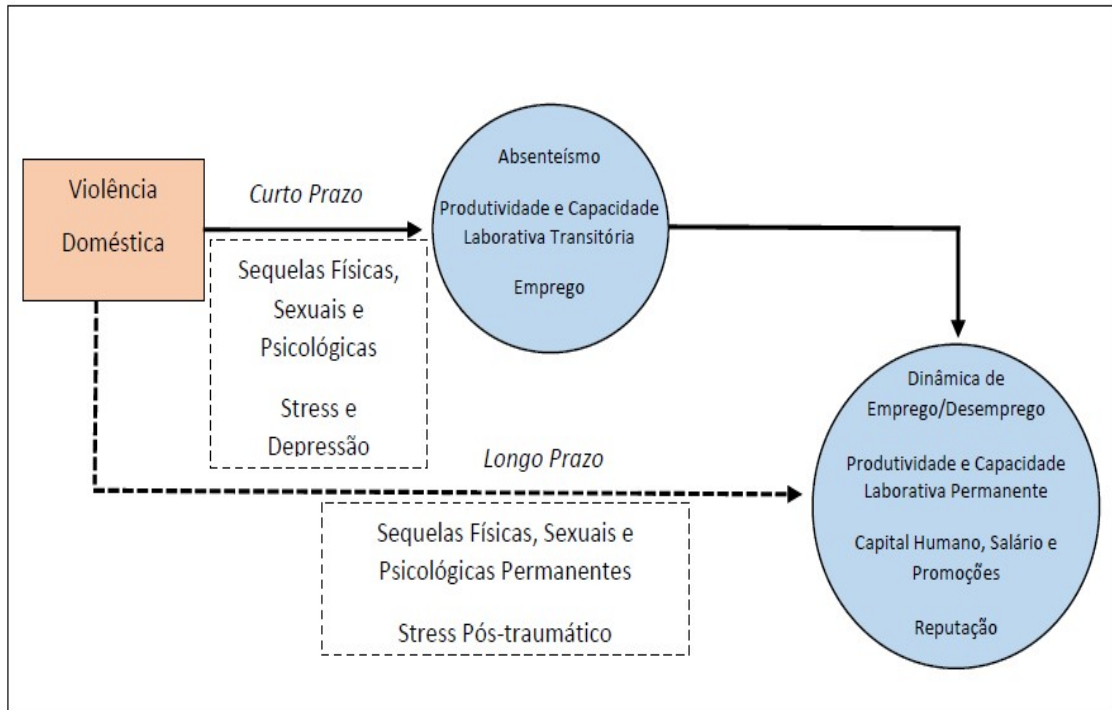 Violência
Doméstica
Curto Prazo
Sequelas Físicas,
Sexuais e
Psicológicas
Stress e
Depressão
Absenteísmo
Produtividade e Capacidade
Laborativa Transitória
Emprego
Longo Prazo
Sequelas Físicas, Sexuais e
Psicológicas Permanentes
Stress Pós-traumático
Dinâmica de
Emprego/Desemprego
Produtividade e Capacidade
Laborativa Permanente
Capital Humano, Salário e
Promoções
Reputação